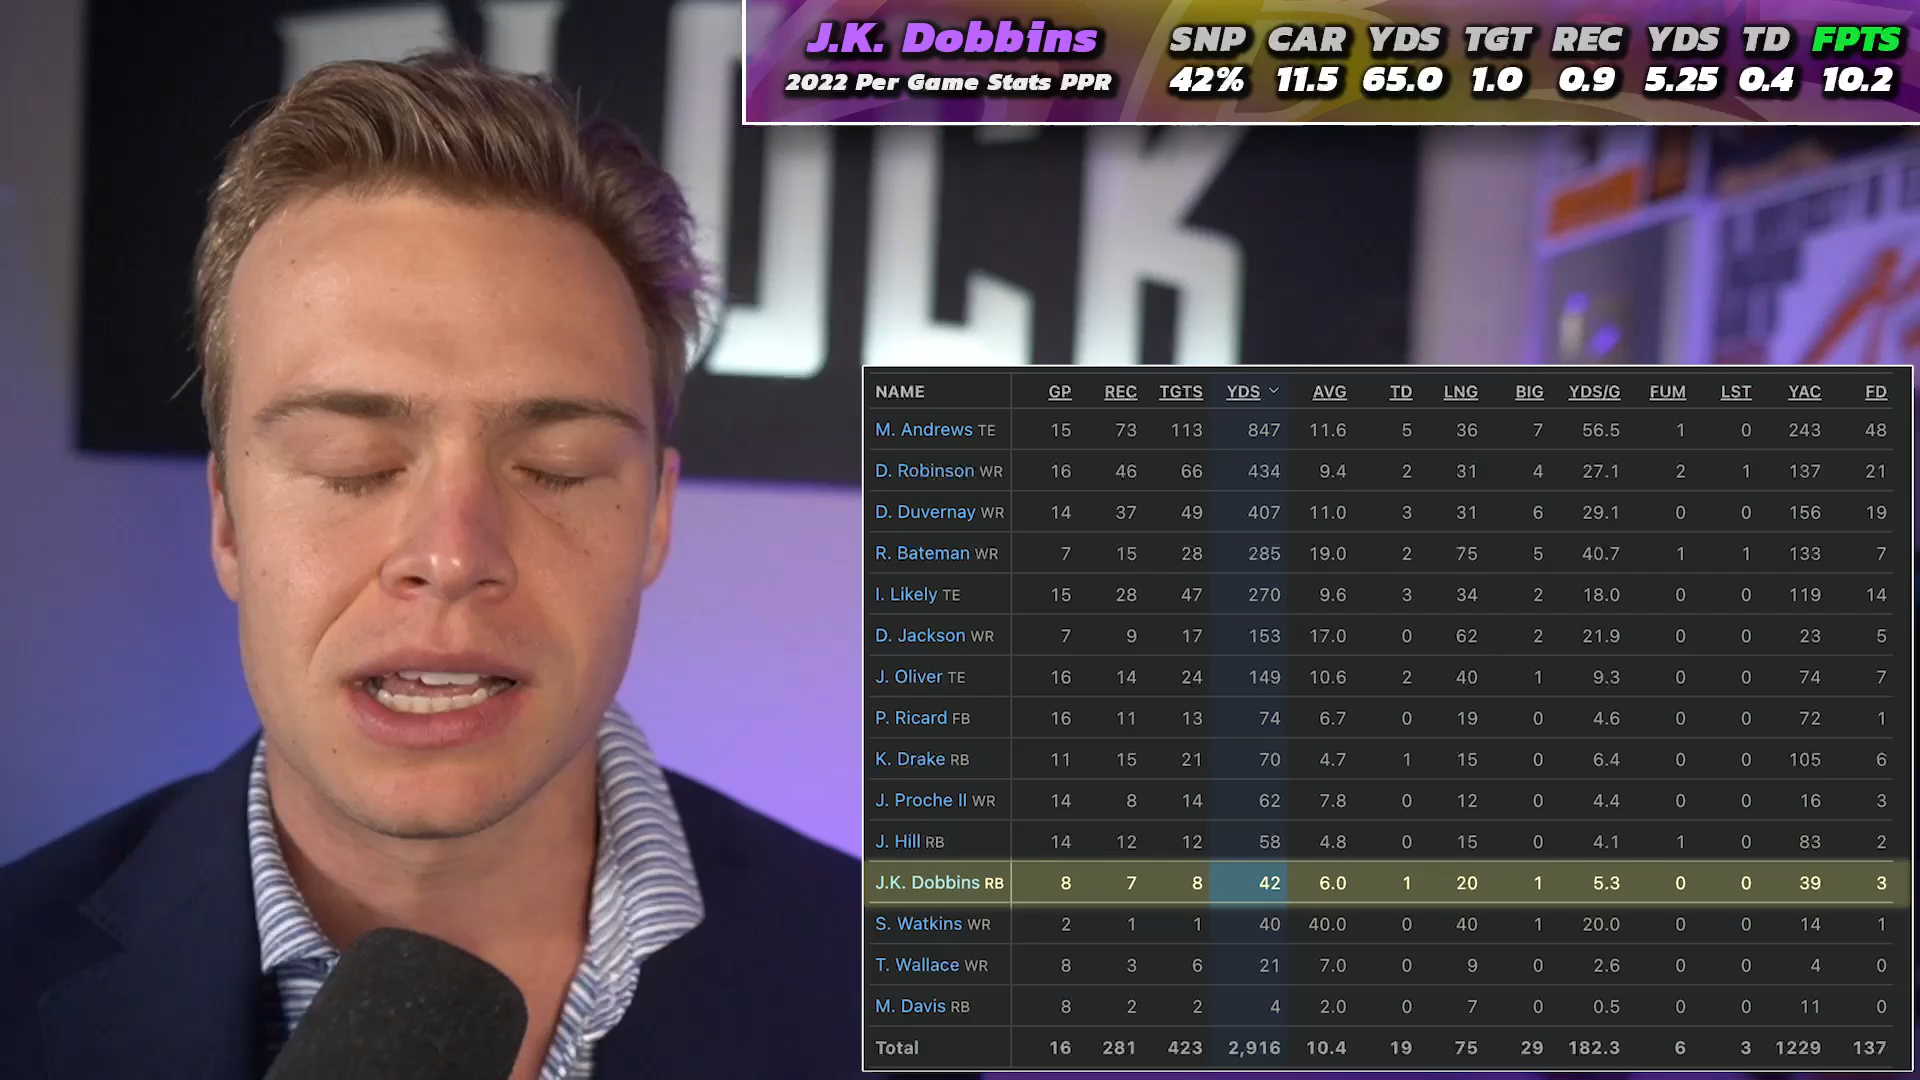 J.K. Dobbins SNP CAR YDS TGT REC YDS TD FPTS
2022 Per Game Stats PPR 42% 11.5 65.0 1.0 0.9 5.25 0.4 10.2
NAME GP REC TGTS YDS AVG TD LNG BIG YDS/G FUM LST YAC FD
M. Andrews TE 15 73 113 847 11.6 5 36 7 56.5 1 0 243 48
D. Robinson WR 16 46 66 434 9.4 2 31 4 27.1 2 1 137 21
D. Duvernay WR 14 37 49 407 11.0 3 31 6 29.1 0 0 156 19
R. Bateman WR 7 15 28 285 19.0 2 75 5 40.7 1 1 133 7
I. Likely TE 15 28 47 270 9.6 3 34 2 18.0 0 0 119 14
D. Jackson WR 7 9 17 153 17.0 0 62 2 21.9 0 0 23 5
J. Oliver TE 16 14 24 149 10.6 2 40 1 9.3 0 0 74 7
P. Ricard FB 16 11 13 74 6.7 0 19 0 4.6 0 0 72 1
K. Drake RB 11 15 21 70 4.7 1 15 0 6.4 0 0 105 6
J. Proche II WR 14 8 14 62 7.8 0 12 0 4.4 0 0 16 3
J. Hill RB 14 12 12 58 4.8 0 15 0 4.1 1 0 83 2
J.K. Dobbins RB 8 7 8 42 6.0 1 20 1 5.3 0 0 39 3
S. Watkins WR 2 1 1 40 40.0 0 40 1 20.0 0 0 14 1
T. Wallace WR 8 3 6 21 7.0 0 9 0 2.6 0 0 4 0
M. Davis RB 8 2 2 4 2.0 0 7 0 0.5 0 0 11 0
Total 16 281 423 2,916 10.4 19 75 29 182.3 6 3 1229 137